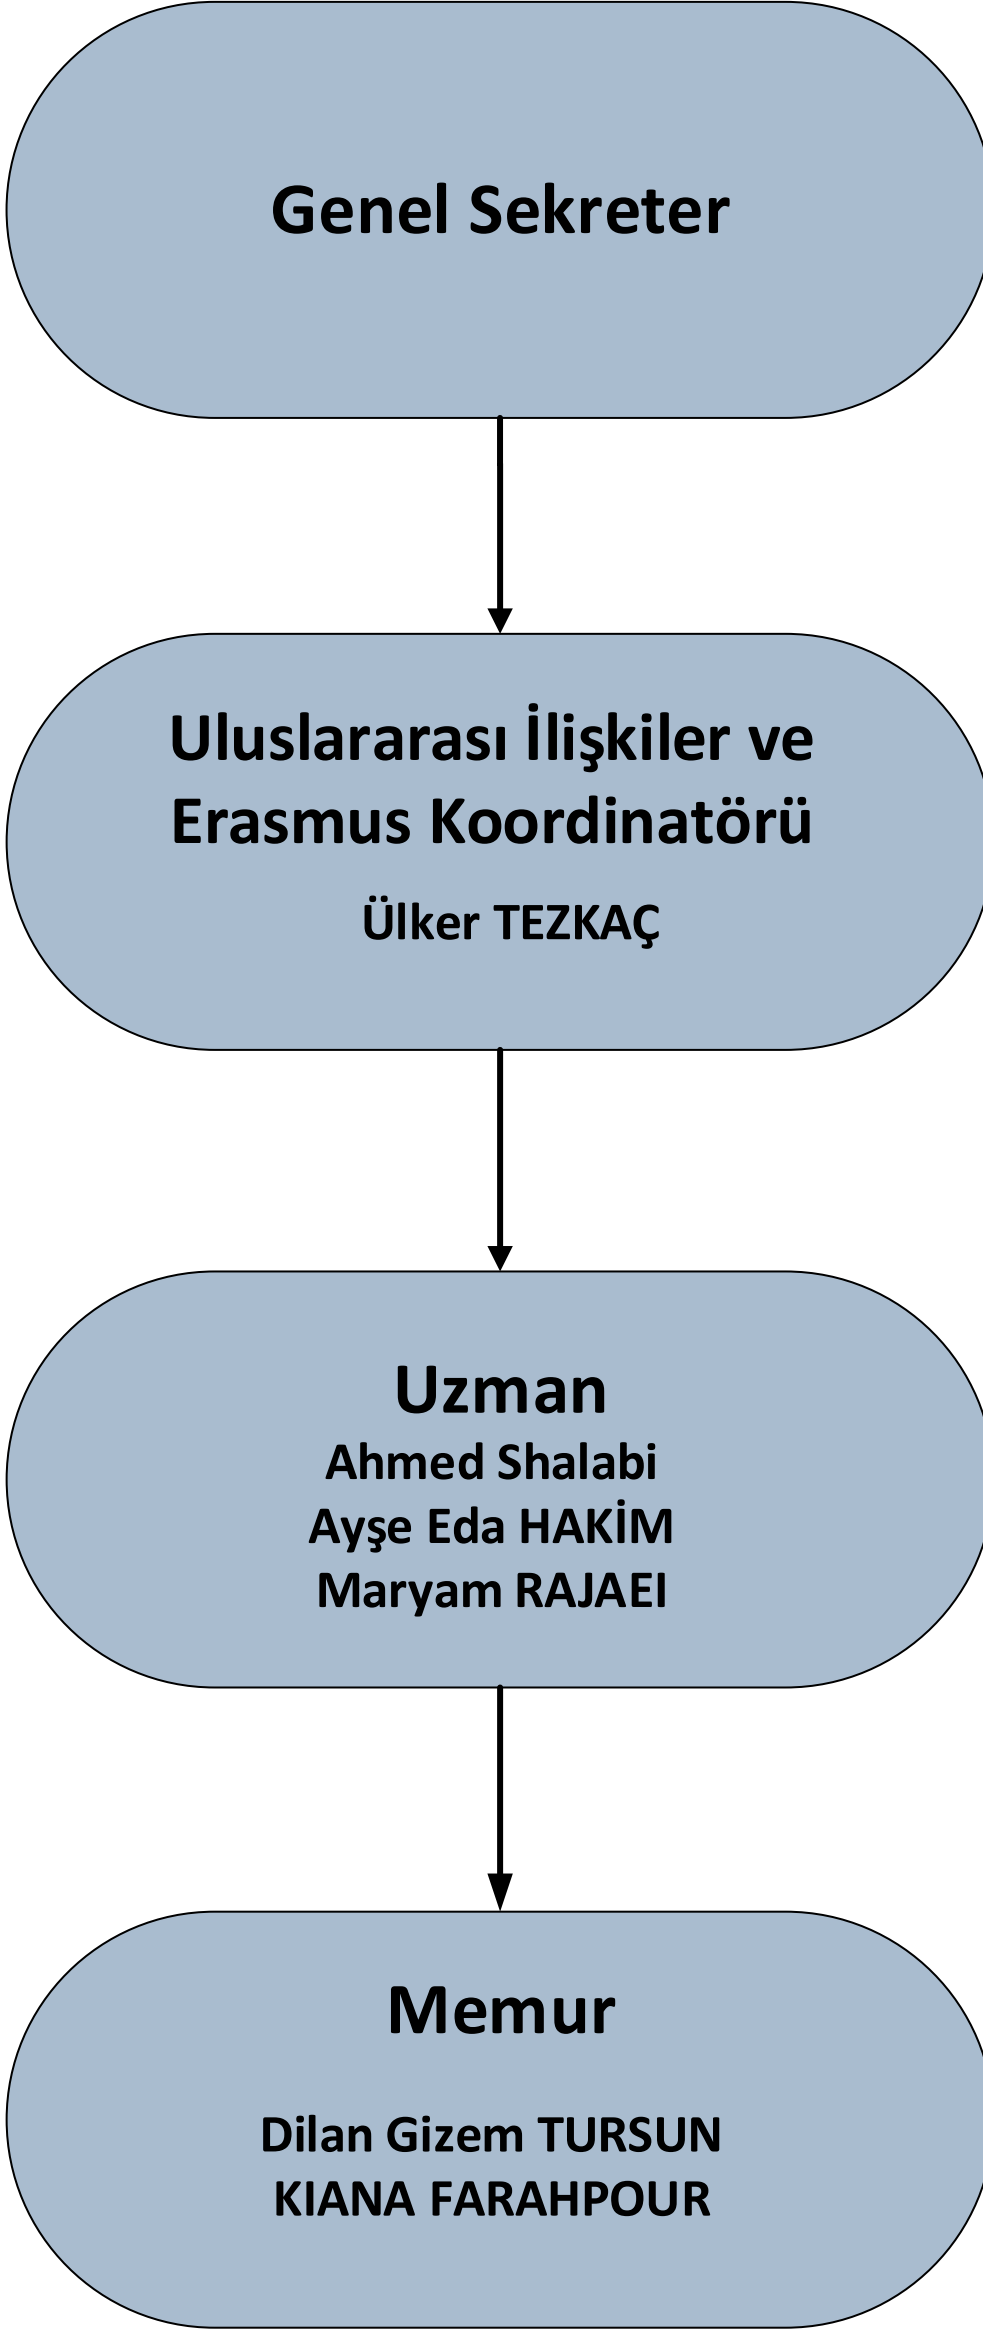 Genel Sekreter
Uluslararası İlişkiler ve
Erasmus Koordinatörü
Ülker TEZKAÇ
Uzman
Ahmed Shalabi
Ayşe Eda HAKİM
Maryam RAJAEI
Memur
Dilan Gizem TURSUN
KIANA FARAHPOUR